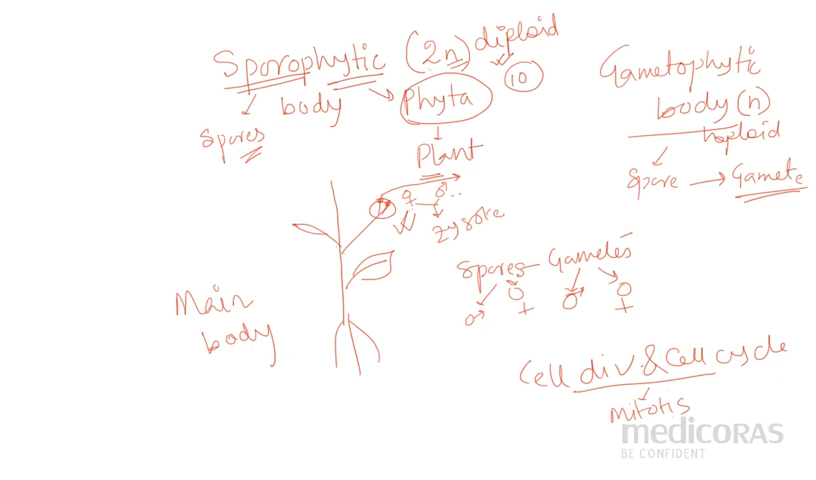 Sporophytic (2n) diploid
body
Phyta
10
Spores
Plant
♀ ♂ ..
Zygote
Gametophytic
body (n)
haploid
Spore → Gamete
Spores - Gametes
♂ ♀ ♂ ♀
Main
body
Cell div & Cell cycle
mitotis
medicoras
BE CONFIDENT